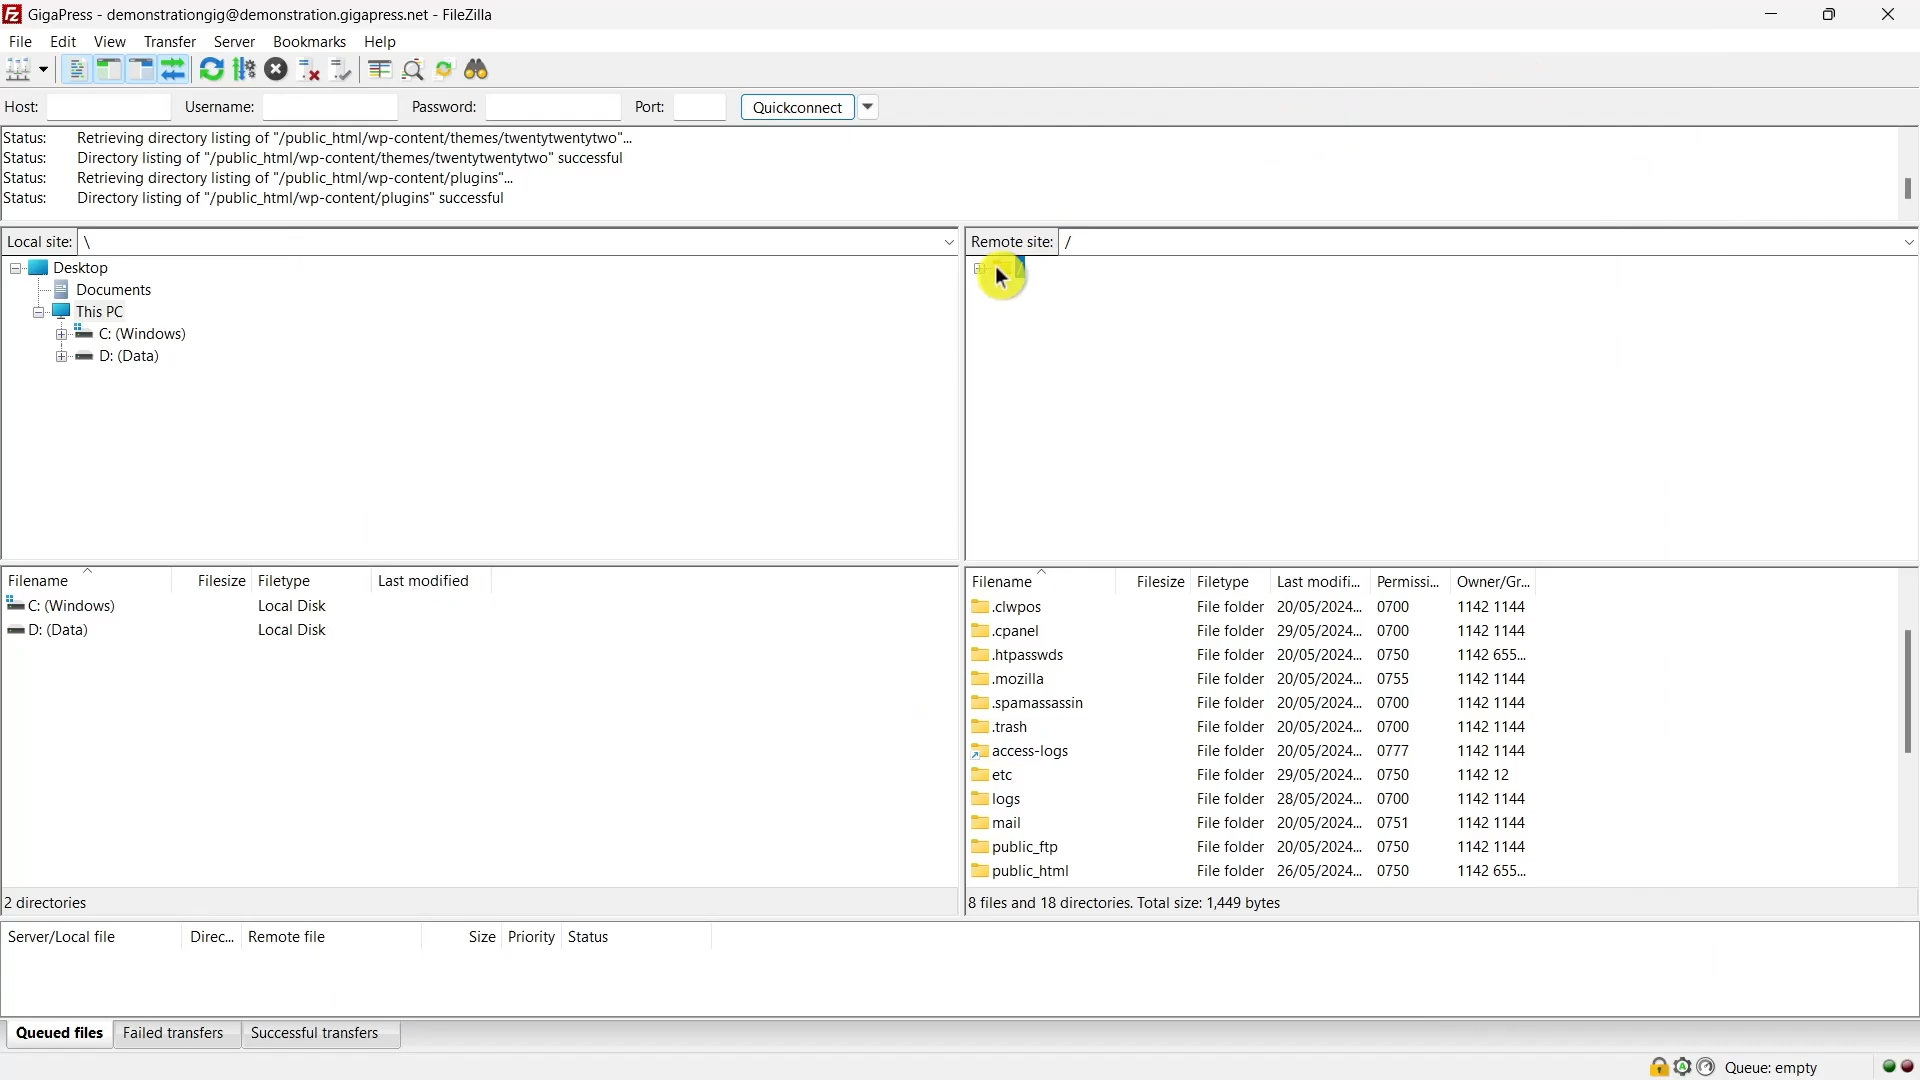 GigaPress - demonstrationgig@demonstration.gigapress.net - FileZilla
File Edit View Transfer Server Bookmarks Help
Host: Username: Password: Port: Quickconnect
Status: Retrieving directory listing of "/public_html/wp-content/themes/twentytwentytwo"...
Status: Directory listing of "/public_html/wp-content/themes/twentytwentytwo" successful
Status: Retrieving directory listing of "/public_html/wp-content/plugins"...
Status: Directory listing of "/public_html/wp-content/plugins" successful
Local site: \
Desktop
Documents
This PC
C: (Windows)
D: (Data)
Filename Filesize Filetype Last modified
C: (Windows) Local Disk
D: (Data) Local Disk
2 directories
Remote site: /
Filename Filesize Filetype Last modifi... Permissi... Owner/Gr...
.clwpos File folder 20/05/2024... 0700 1142 1144
.cpanel File folder 29/05/2024... 0700 1142 1144
.htpasswds File folder 20/05/2024... 0750 1142 655...
.mozilla File folder 20/05/2024... 0755 1142 1144
.spamassassin File folder 20/05/2024... 0700 1142 1144
.trash File folder 20/05/2024... 0700 1142 1144
access-logs File folder 20/05/2024... 0777 1142 1144
etc File folder 29/05/2024... 0750 1142 12
logs File folder 28/05/2024... 0700 1142 1144
mail File folder 20/05/2024... 0751 1142 1144
public_ftp File folder 20/05/2024... 0750 1142 1144
public_html File folder 26/05/2024... 0750 1142 655...
8 files and 18 directories. Total size: 1,449 bytes
Server/Local file Direc... Remote file Size Priority Status
Queued files Failed transfers Successful transfers
Queue: empty